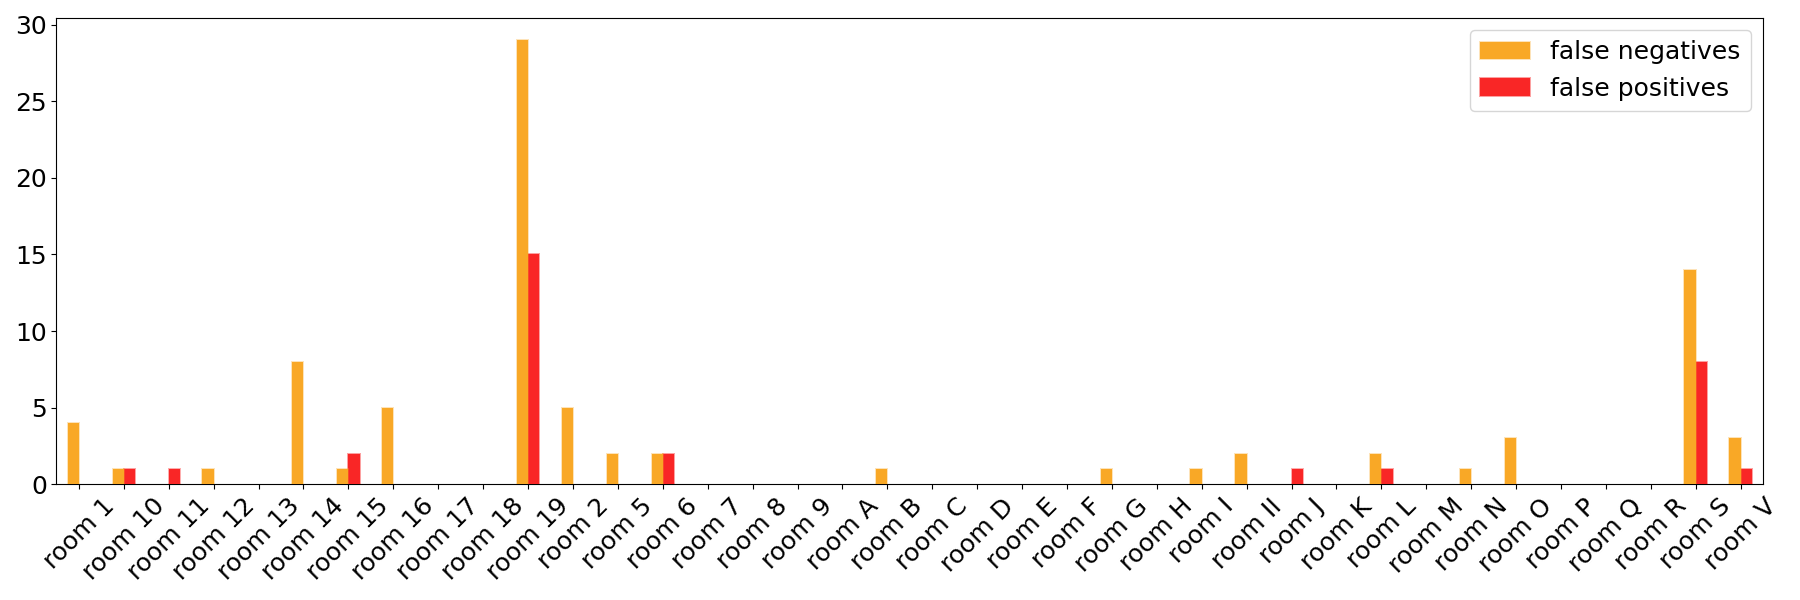 30
25
20
15
10
5
0
false negatives
false positives
room 1
room 10
room 11
room 12
room 13
room 14
room 15
room 16
room 17
room 18
room 19
room 2
room 5
room 6
room 7
room 8
room 9
room A
room B
room C
room D
room E
room F
room G
room H
room I
room II
room J
room K
room L
room M
room N
room O
room P
room Q
room R
room S
room V